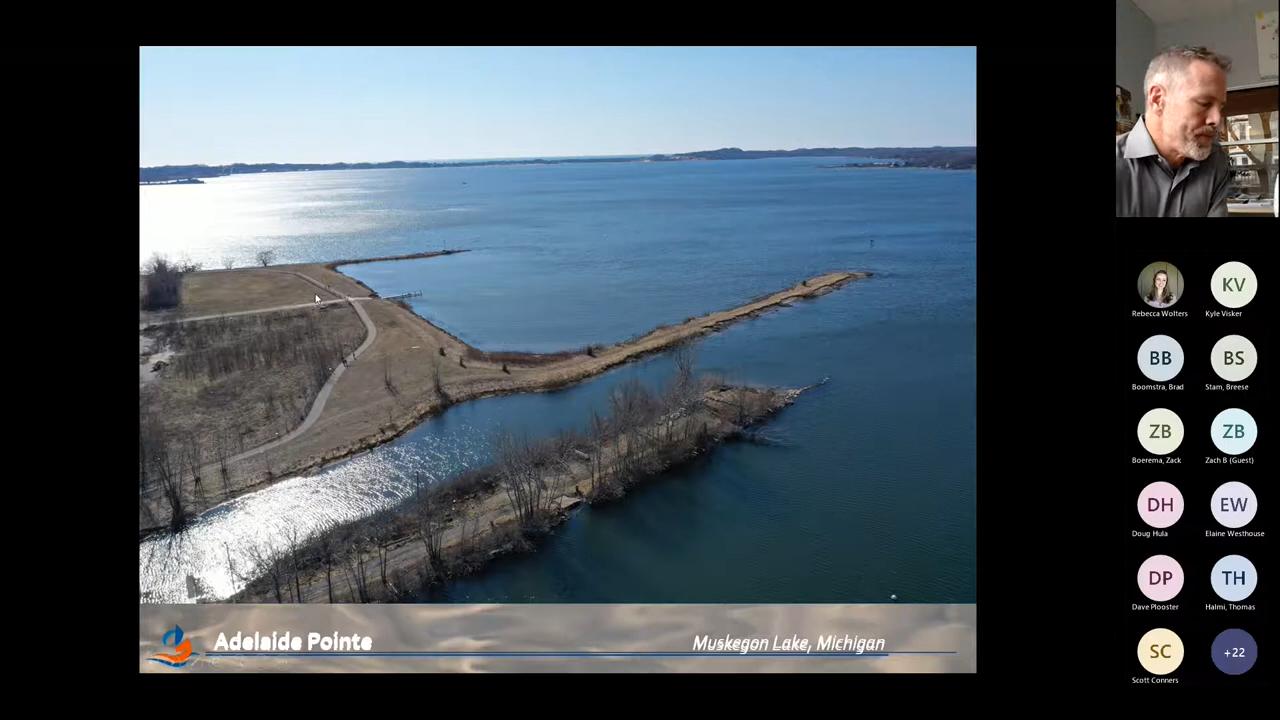 Adelaide Pointe
Muskegon Lake, Michigan
KV
Rebecca Wolters
Kyle Visker
BB
BS
Boomstra, Brad
Stam, Breese
ZB
ZB
Boerema, Zack
Zach B (Guest)
DH
EW
Doug Hula
Elaine Westhouse
DP
TH
Dave Plooster
Halmi, Thomas
SC
+22
Scott Conners